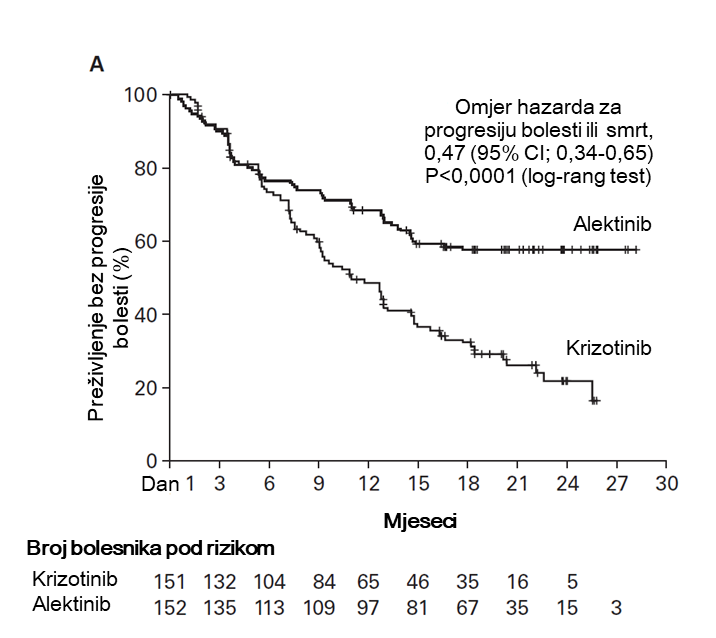 A
Omjer hazarda za
progresiju bolesti ili smrt,
0,47 (95% CI; 0,34-0,65)
P<0,0001 (log-rang test)
Alektinib
Krizotinib
Preživljenje bez progresije
bolesti (%)
100
80
60
40
20
0
Dan 1 3 6 9 12 15 18 21 24 27 30
Mjeseci
Broj bolesnika pod rizikom
Krizotinib 151 132 104 84 65 46 35 16 5
Alektinib 152 135 113 109 97 81 67 35 15 3